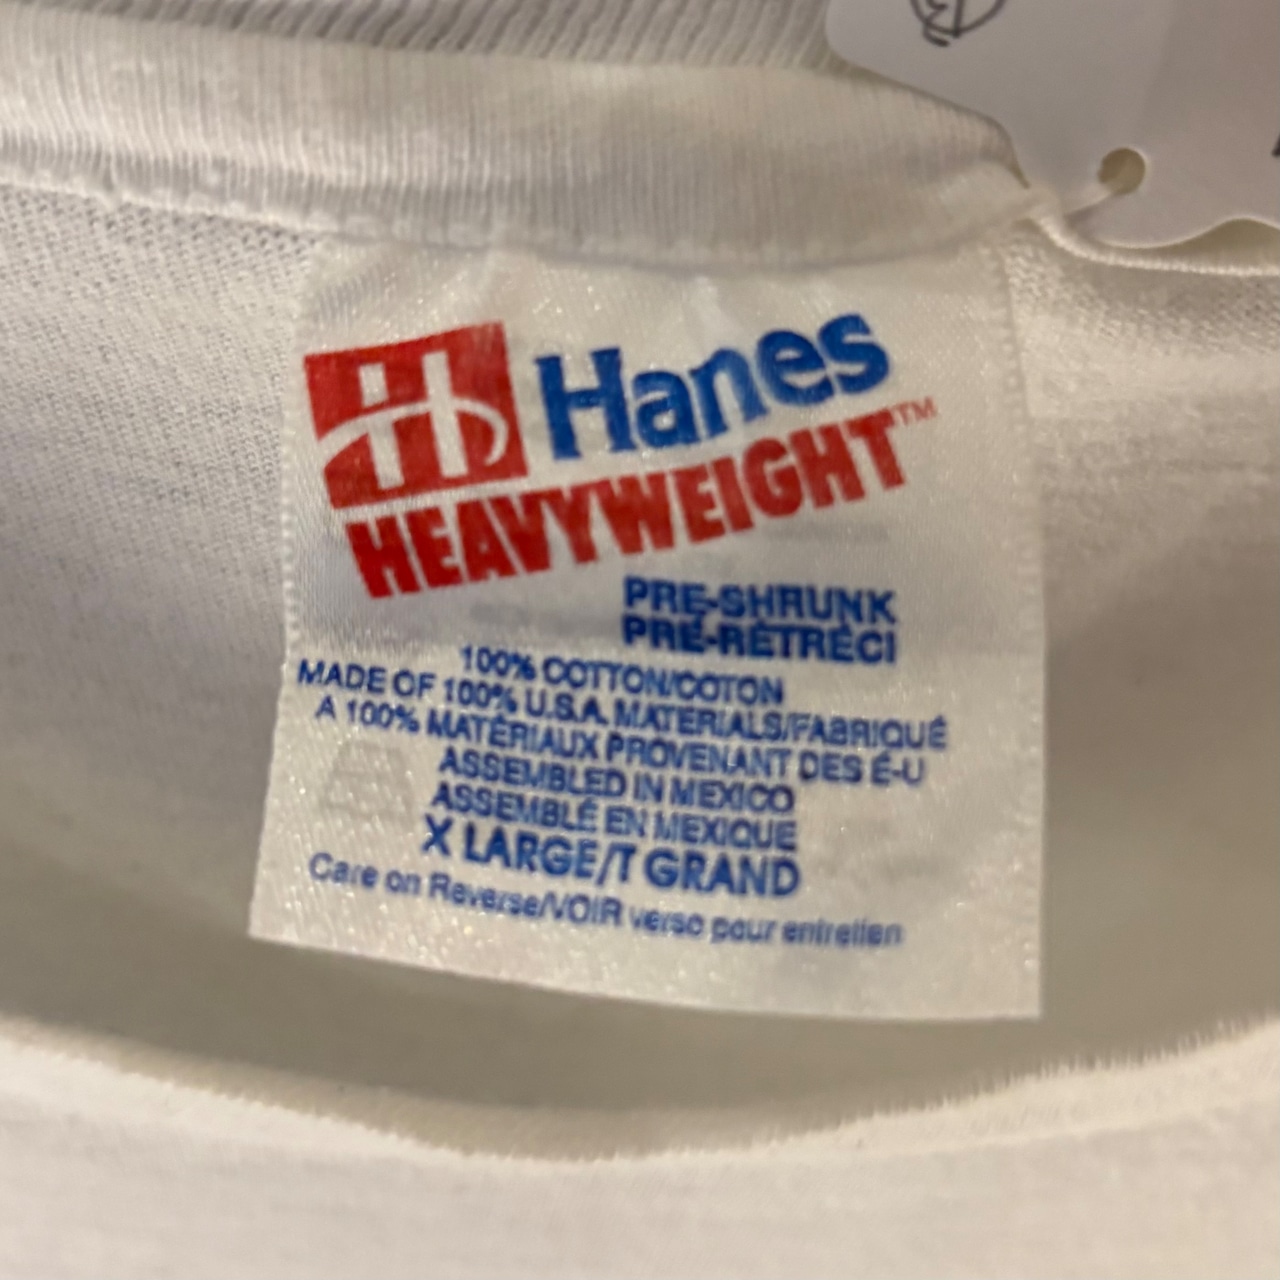 H Hanes
HEAVYWEIGHT™
PRE-SHRUNK
PRÉ-RÉTRÉCI
100% COTTON/COTON
MADE OF 100% U.S.A. MATERIALS/FABRIQUÉ
A 100% MATÉRIAUX PROVENANT DES É-U
ASSEMBLED IN MEXICO
ASSEMBLÉ EN MEXIQUE
X LARGE/T GRAND
Care on Reverse/VOIR verso pour entretien